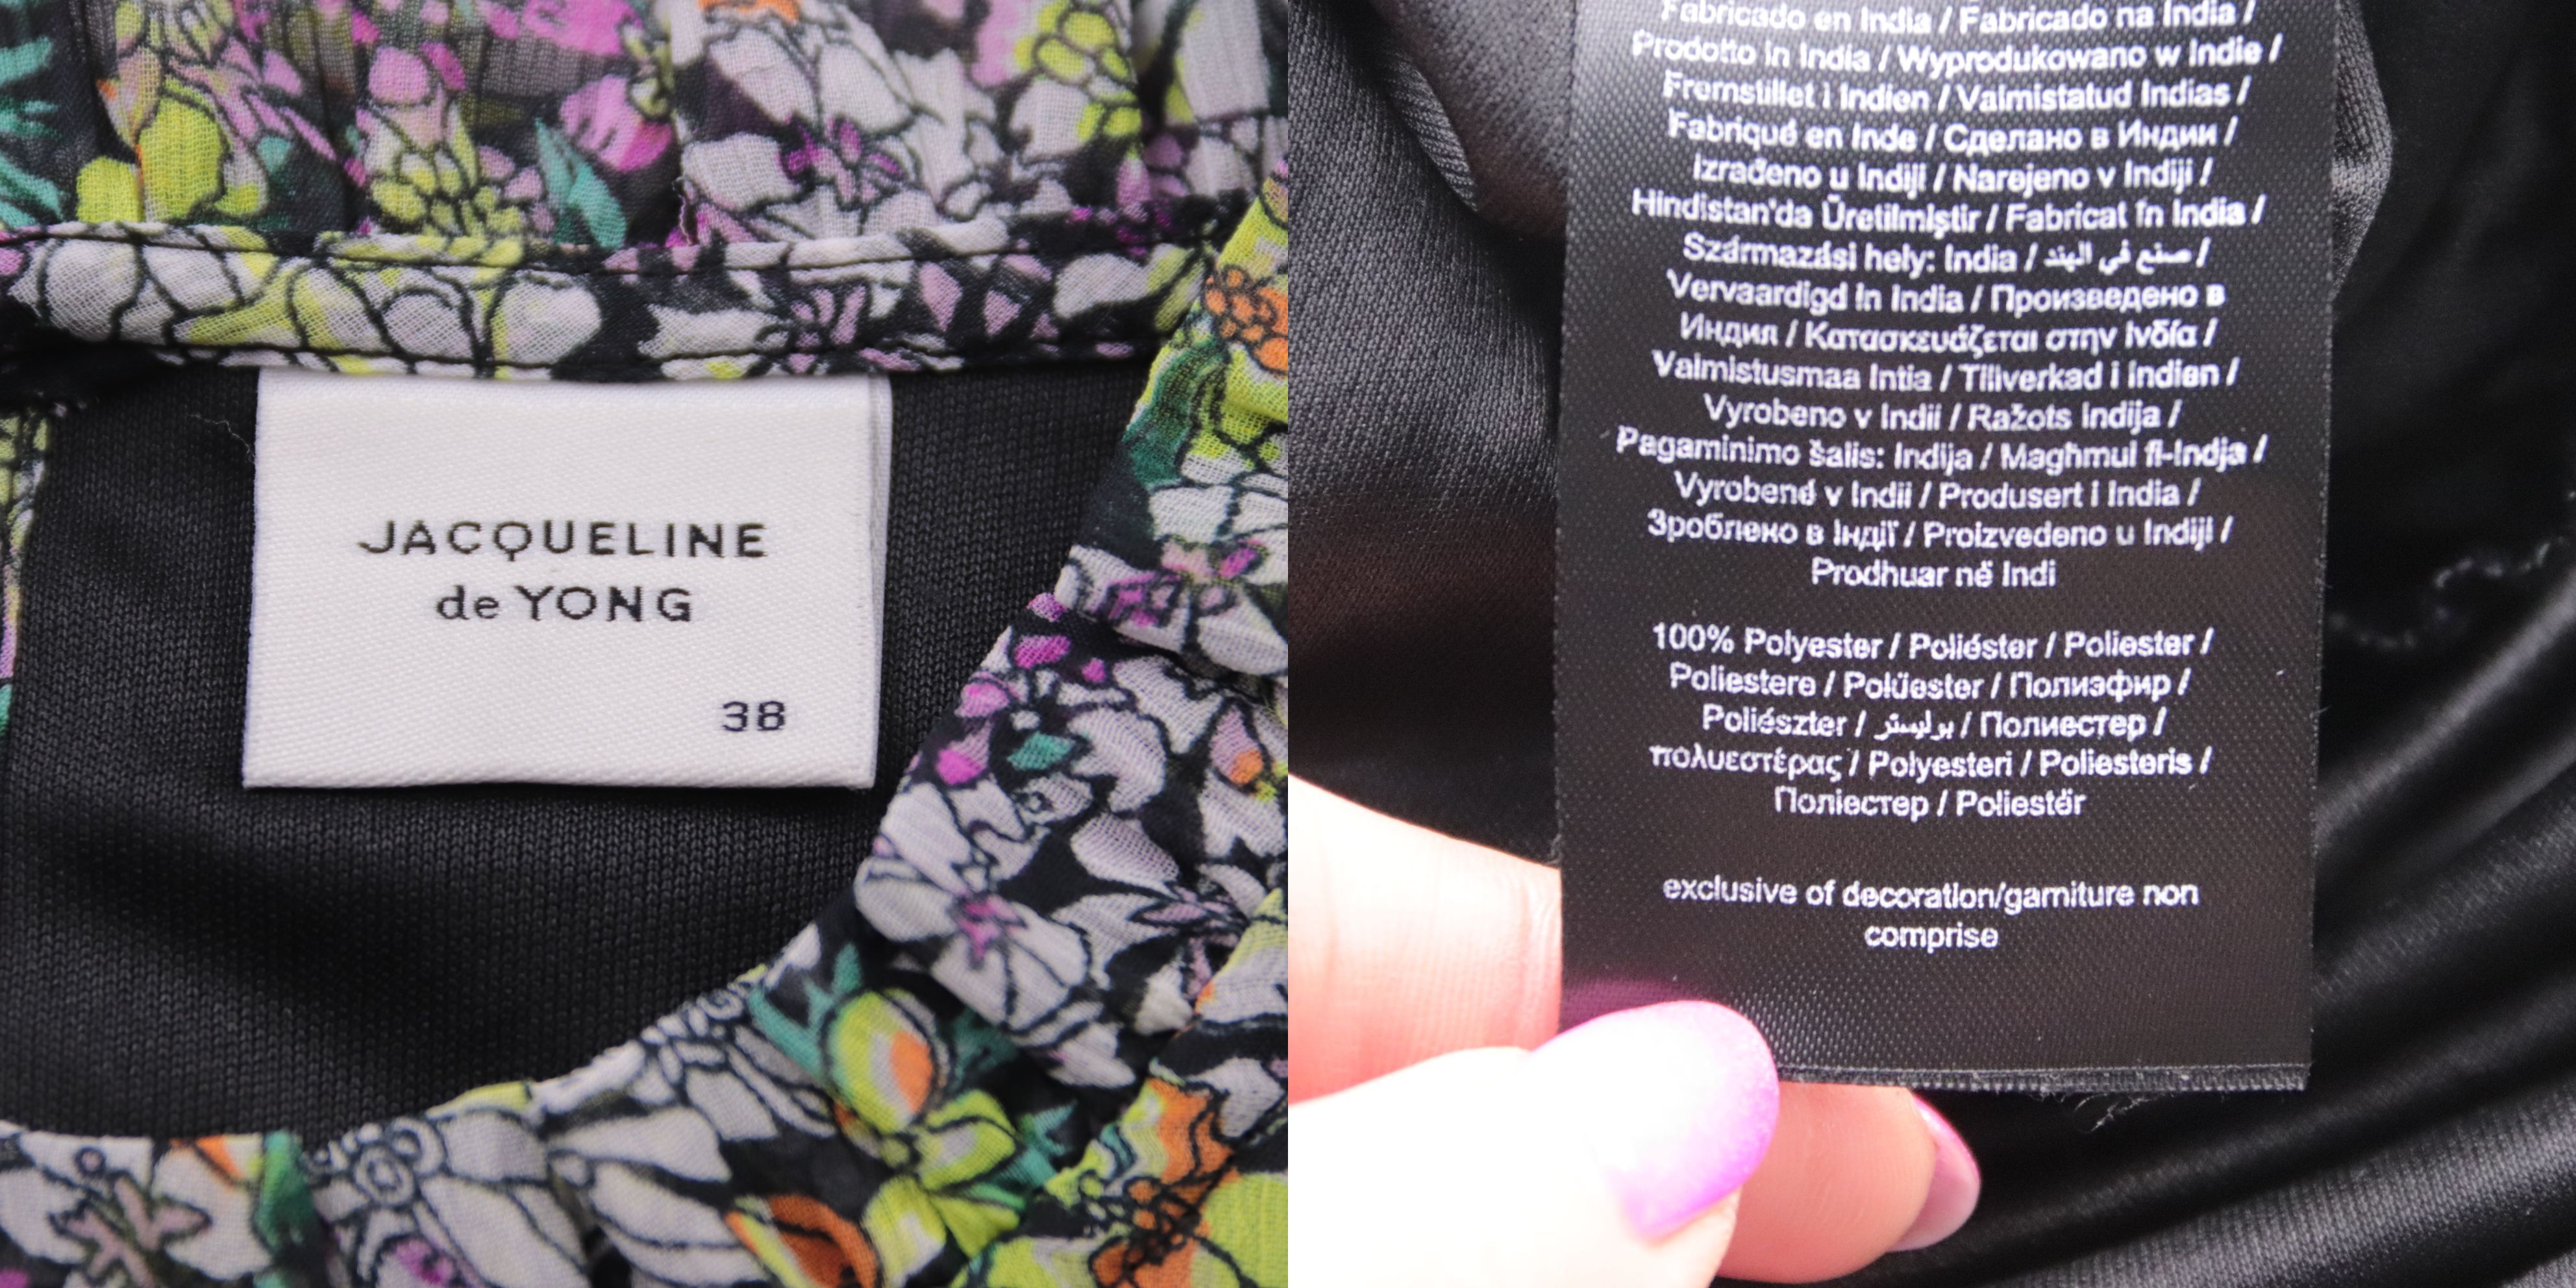 JACQUELINE
de YONG
38
Fabricado en India / Fabricado na Índia /
Prodotto in India / Wyprodukowano w Indie /
Fremstillet i Indien / Valmistatud Indias /
Fabriqué en Inde / Сделано в Индии /
Izrađeno u Indiji / Narejeno v Indiji /
Hindistan'da Üretilmiştir / Fabricat în India /
Származási hely: India / صنع في الهند /
Vervaardigd in India / Произведено в
Индия / Κατασκευάζεται στην Ινδία /
Valmistusmaa Intia / Tillverkad i Indien /
Vyrobeno v Indii / Ražots Indija /
Pagaminimo šalis: Indija / Magħmul fl-Indja /
Vyrobené v Indii / Produsert i India /
Зроблено в Індії / Proizvedeno u Indiji /
Prodhuar në Indi
100% Polyester / Poliéster / Poliester /
Poliestere / Polüester / Полиэфир /
Poliészter / بوليستر / Полиестер /
πολυεστέρας / Polyesteri / Poliesteris /
Поліестер / Poliestër
exclusive of decoration/garniture non
comprise